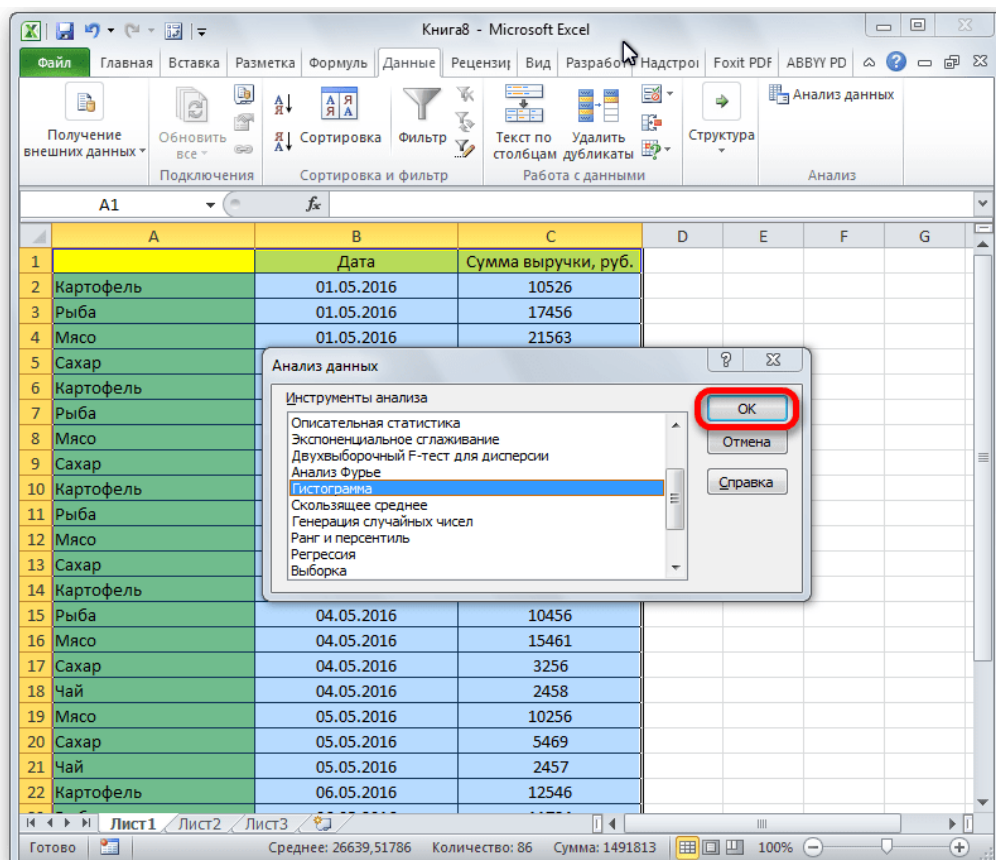 Книга8 - Microsoft Excel
Файл Главная Вставка Разметка Формуль Данные Рецензир Вид Разработ Надстрої Foxit PDF ABBYY PD
Получение внешних данных
Обновить все
Подключения
Сортировка
Фильтр
Сортировка и фильтр
Текст по столбцам
Удалить дубликаты
Работа с данными
Структура
Анализ данных
Анализ
A1 fx
A B C D E F G
1 Дата Сумма выручки, руб.
2 Картофель 01.05.2016 10526
3 Рыба 01.05.2016 17456
4 Мясо 01.05.2016 21563
5 Сахар
6 Картофель
7 Рыба
8 Мясо
9 Сахар
10 Картофель
11 Рыба
12 Мясо
13 Сахар
14 Картофель
15 Рыба 04.05.2016 10456
16 Мясо 04.05.2016 15461
17 Сахар 04.05.2016 3256
18 Чай 04.05.2016 2458
19 Мясо 05.05.2016 10256
20 Сахар 05.05.2016 5469
21 Чай 05.05.2016 2457
22 Картофель 06.05.2016 12546
Анализ данных
Инструменты анализа
Описательная статистика
Экспоненциальное сглаживание
Двухвыборочный F-тест для дисперсии
Анализ Фурье
Гистограмма
Скользящее среднее
Генерация случайных чисел
Ранг и персентиль
Регрессия
Выборка
OK
Отмена
Справка
Лист1 Лист2 Лист3
Готово Среднее: 26639,51786 Количество: 86 Сумма: 1491813 100%